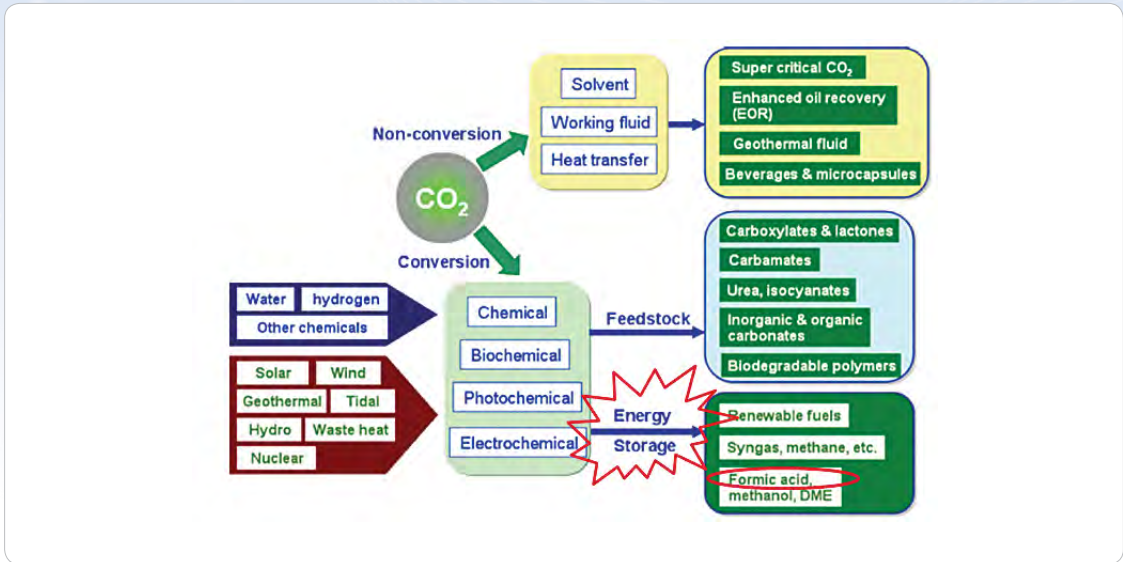 Non-conversion
CO₂
Conversion
Solvent
Working fluid
Heat transfer
Super critical CO₂
Enhanced oil recovery
(EOR)
Geothermal fluid
Beverages & microcapsules
Water
hydrogen
Other chemicals
Solar
Wind
Geothermal
Tidal
Hydro
Waste heat
Nuclear
Chemical
Biochemical
Photochemical
Electrochemical
Feedstock
Carboxylates & lactones
Carbamates
Urea, isocyanates
Inorganic & organic
carbonates
Biodegradable polymers
Energy
Storage
Renewable fuels
Syngas, methane, etc.
Formic acid,
methanol, DME